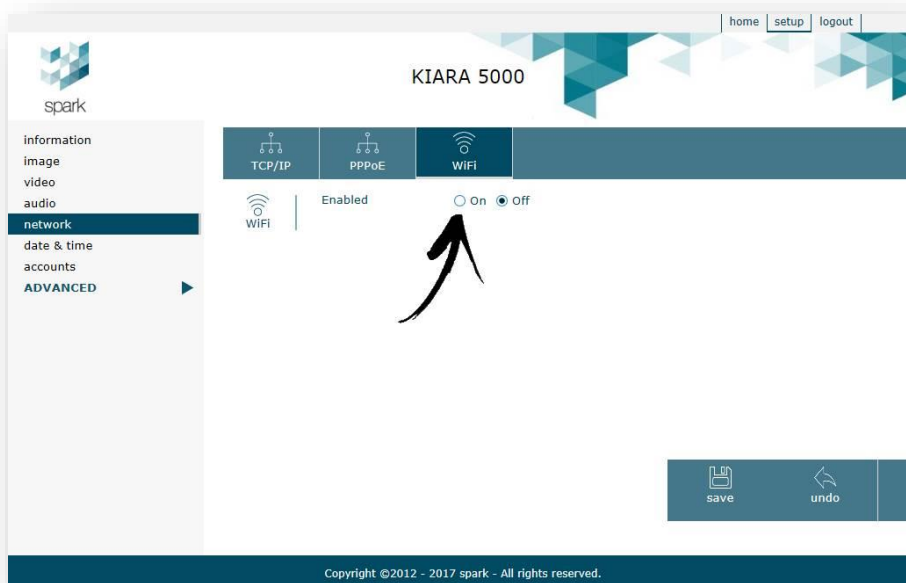 home setup logout
spark
KIARA 5000
information
image
video
audio
network
date & time
accounts
ADVANCED
TCP/IP PPPoE WiFi
WiFi Enabled On Off
save undo
Copyright ©2012 - 2017 spark - All rights reserved.